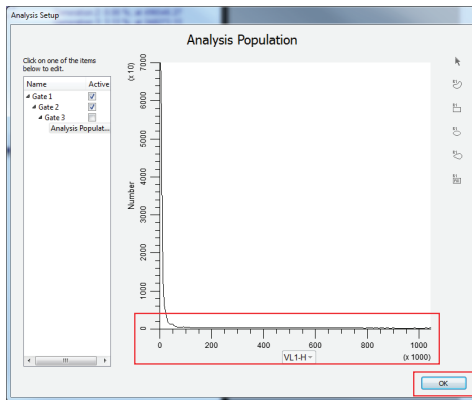 Analysis Setup
Analysis Population
Click on one of the items
below to edit.
Name Active
Gate 1
Gate 2
Gate 3
Analysis Populat...
(x 10)
7000
6000
5000
4000
3000
2000
1000
0
Number
0 200 400 600 800 1000
VL1-H
(x 1000)
OK